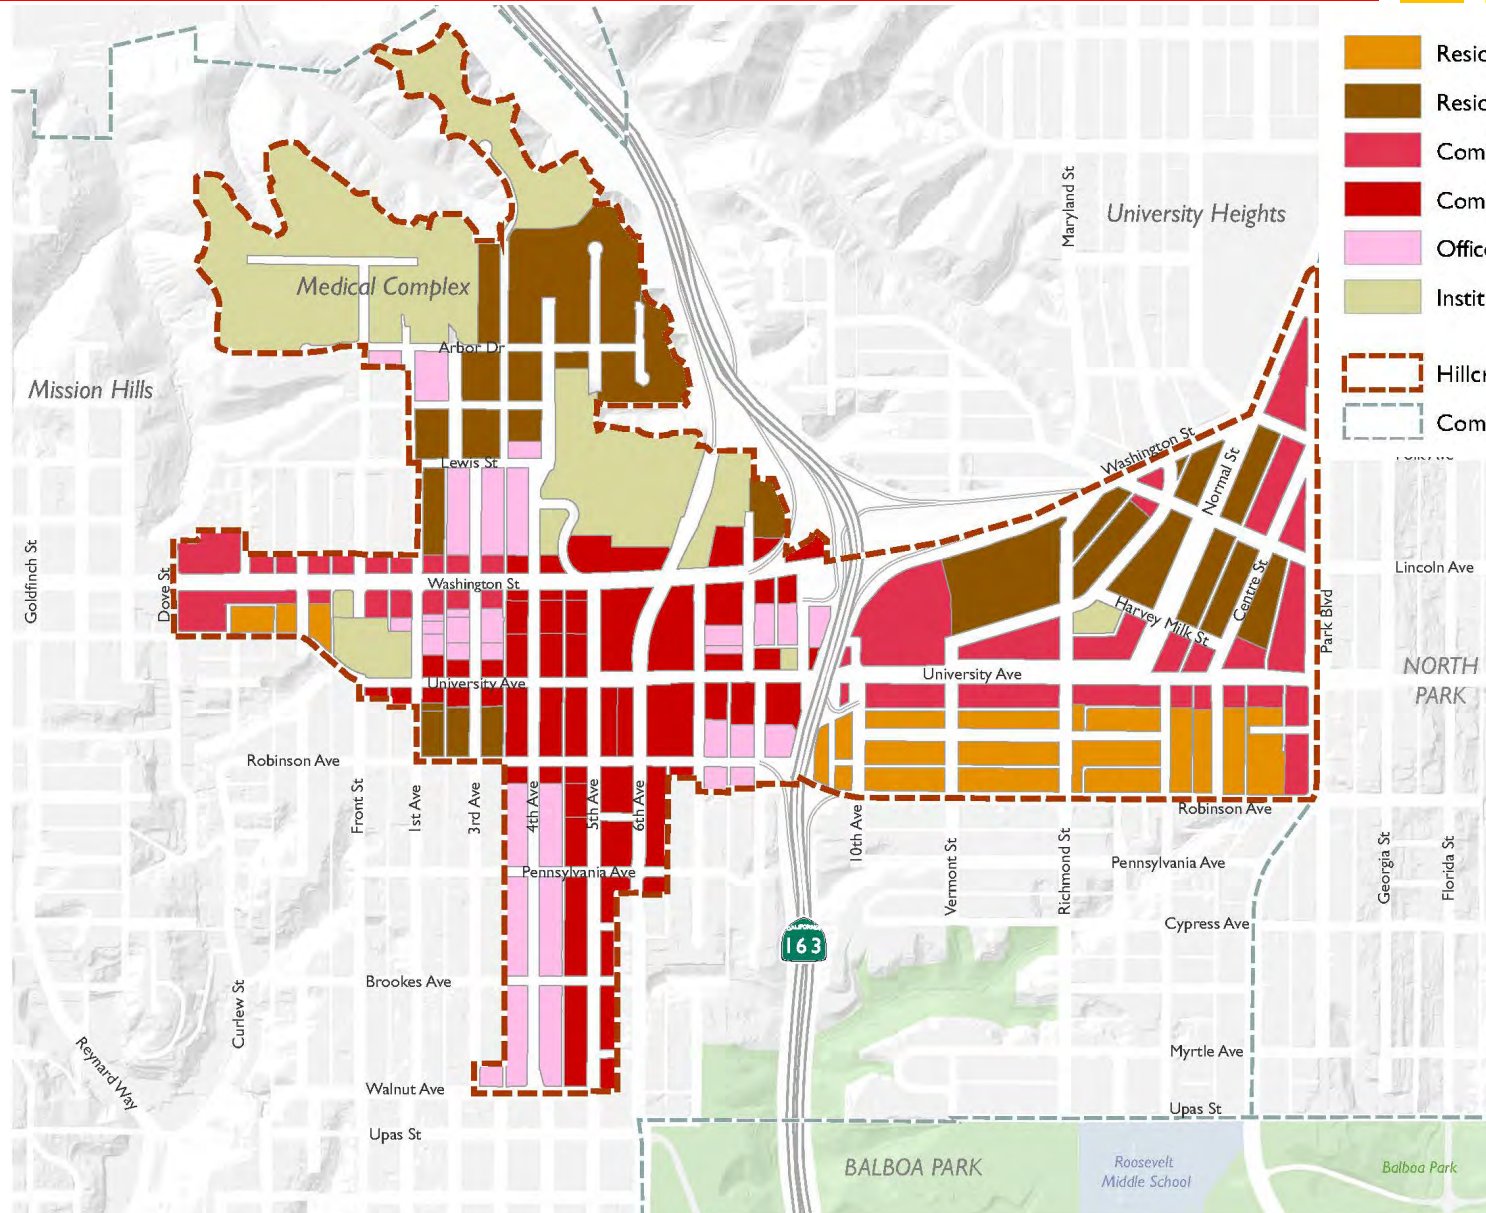 Resid
Resid
Com
Com
Office
Instit
Hillcr
Com
Maryland St
University Heights
Medical Complex
Arbor Dr
Mission Hills
Washington St
Normal St
Lewis St
Goldfinch St
Dove St
Washington St
Lincoln Ave
Centre St
Harvey Milk St
Park Blvd
University Ave
University Ave
NORTH
PARK
Robinson Ave
Front St
1st Ave
3rd Ave
4th Ave
5th Ave
6th Ave
10th Ave
Vermont St
Richmond St
Robinson Ave
Pennsylvania Ave
Pennsylvania Ave
Georgia St
Florida St
Cypress Ave
CALIFORNIA
163
Brookes Ave
Curlew St
Reynard Way
Myrtle Ave
Walnut Ave
Upas St
Upas St
BALBOA PARK
Roosevelt
Middle School
Balboa Park